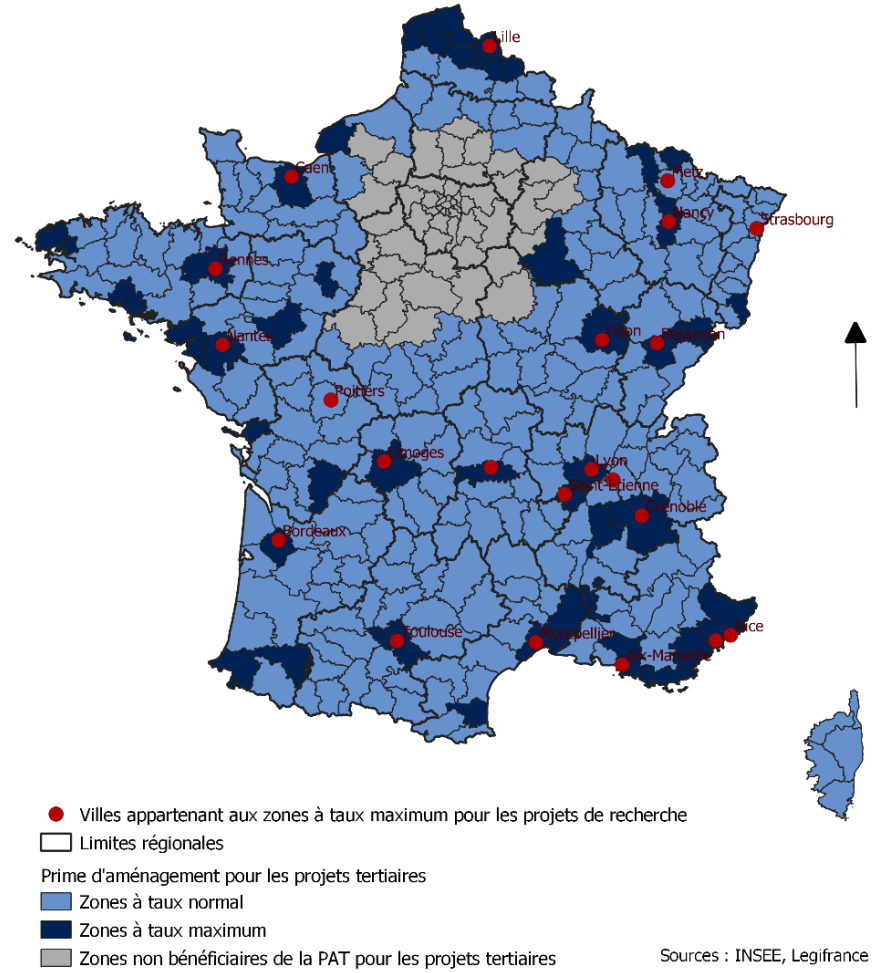 Lille
Caen
Metz
Nancy
Strasbourg
Rennes
Dijon
Besançon
Nantes
Poitiers
Limoges
Lyon
Saint-Etienne
Grenoble
Bordeaux
Toulouse
Montpellier
Nice
Aix-Marseille
Villes appartenant aux zones à taux maximum pour les projets de recherche
Limites régionales
Prime d'aménagement pour les projets tertiaires
Zones à taux normal
Zones à taux maximum
Zones non bénéficiaires de la PAT pour les projets tertiaires
Sources : INSEE, Legifrance